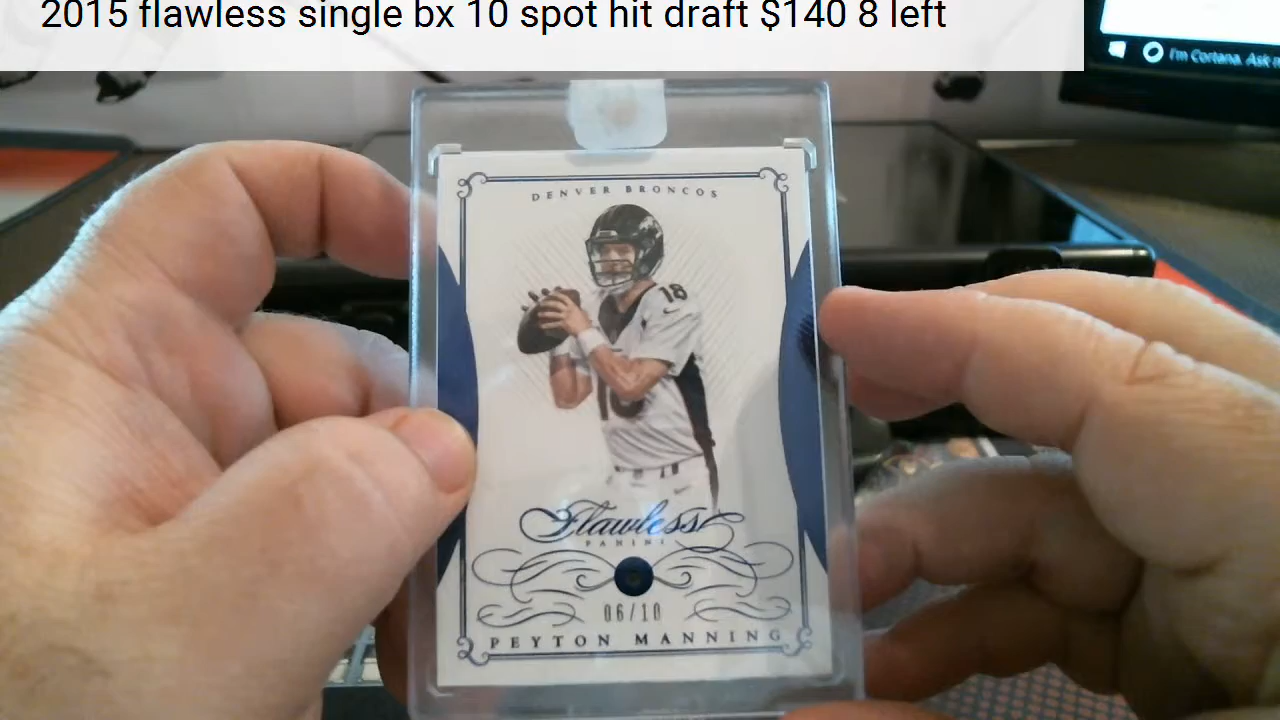 2015 flawless single bx 10 spot hit draft $140 8 left
I'm Cortana. Ask
DENVER BRONCOS
18
18
Flawless
PANINI
06/10
PEYTON MANNING